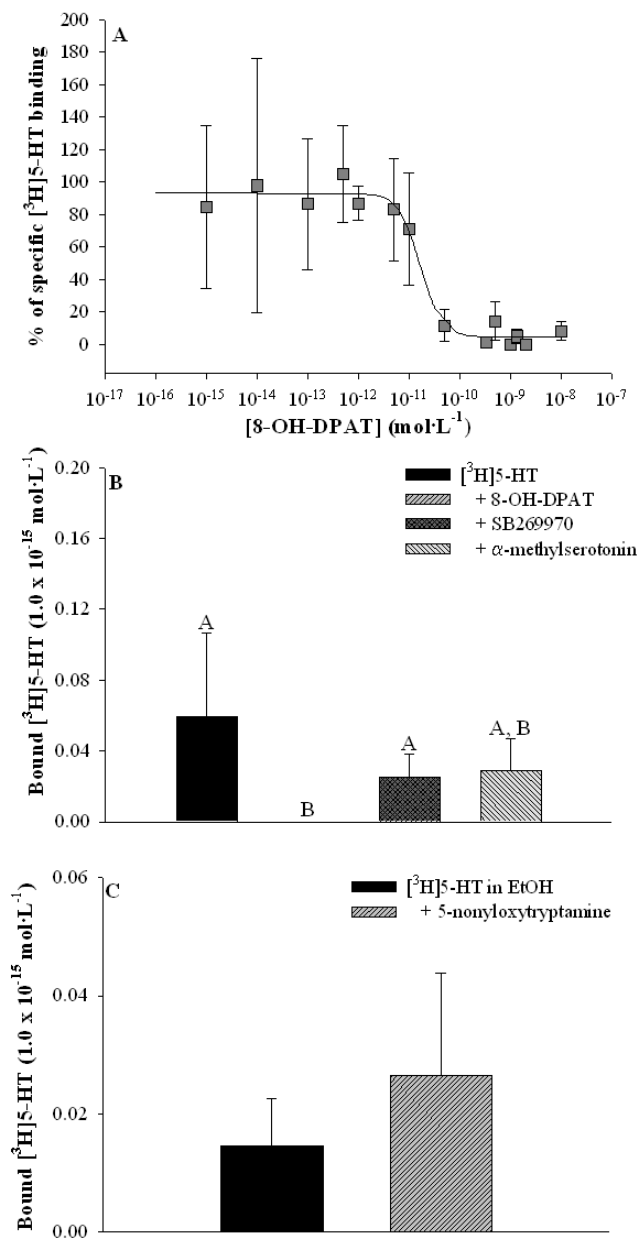 A
% of specific [³H]5-HT binding
200
180
160
140
120
100
80
60
40
20
0
10⁻¹⁷ 10⁻¹⁶ 10⁻¹⁵ 10⁻¹⁴ 10⁻¹³ 10⁻¹² 10⁻¹¹ 10⁻¹⁰ 10⁻⁹ 10⁻⁸ 10⁻⁷
[8-OH-DPAT] (mol·L⁻¹)
B
Bound [³H]5-HT (1.0 x 10⁻¹⁵ mol·L⁻¹)
0.20
0.16
0.12
0.08
0.04
0.00
[³H]5-HT
+ 8-OH-DPAT
+ SB269970
+ α-methylserotonin
A
B
A
A, B
C
Bound [³H]5-HT (1.0 x 10⁻¹⁵ mol·L⁻¹)
0.06
0.04
0.02
0.00
[³H]5-HT in EtOH
+ 5-nonyloxytryptamine